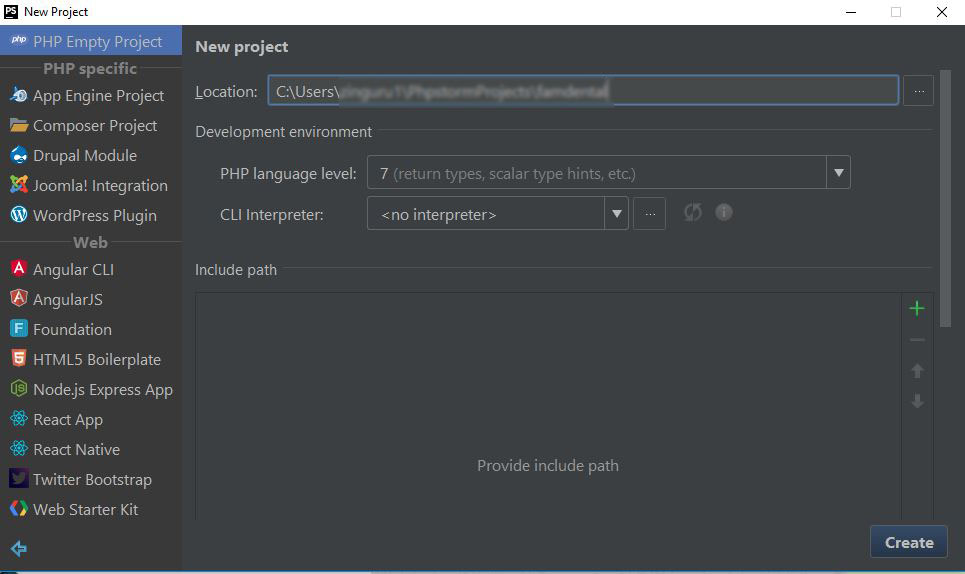 PS New Project
php PHP Empty Project
PHP specific
App Engine Project
Composer Project
Drupal Module
Joomla! Integration
WordPress Plugin
Web
Angular CLI
AngularJS
Foundation
HTML5 Boilerplate
Node.js Express App
React App
React Native
Twitter Bootstrap
Web Starter Kit
New project
Location: C:\Users\ ...
Development environment
PHP language level: 7 (return types, scalar type hints, etc.)
CLI Interpreter: <no interpreter> ...
Include path
Provide include path
Create